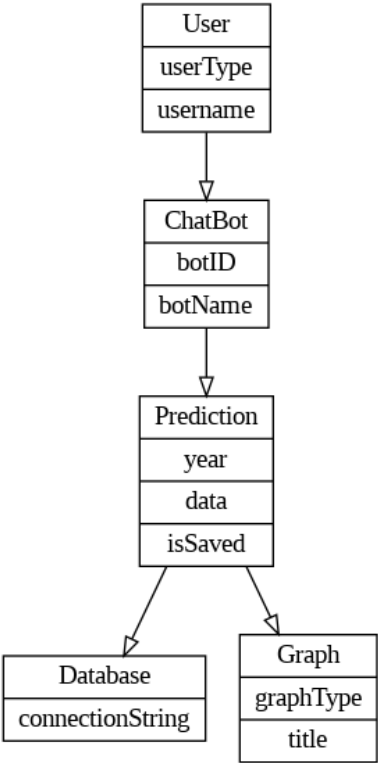 User
userType
username
ChatBot
botID
botName
Prediction
year
data
isSaved
Database
connectionString
Graph
graphType
title